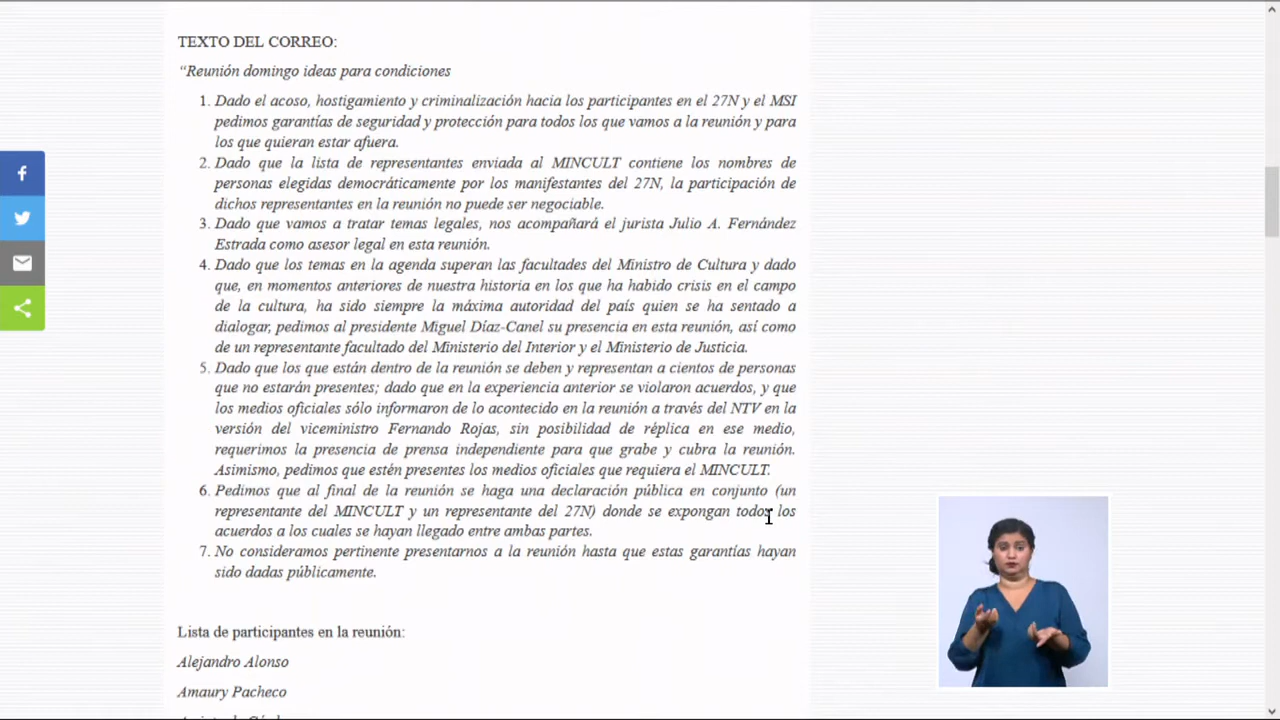 TEXTO DEL CORREO:
“Reunión domingo ideas para condiciones
1. Dado el acoso, hostigamiento y criminalización hacia los participantes en el 27N y el MSI
pedimos garantías de seguridad y protección para todos los que vamos a la reunión y para
los que quieran estar afuera.
2. Dado que la lista de representantes enviada al MINCULT contiene los nombres de
personas elegidas democráticamente por los manifestantes del 27N, la participación de
dichos representantes en la reunión no puede ser negociable.
3. Dado que vamos a tratar temas legales, nos acompañará el jurista Julio A. Fernández
Estrada como asesor legal en esta reunión.
4. Dado que los temas en la agenda superan las facultades del Ministro de Cultura y dado
que, en momentos anteriores de nuestra historia en los que ha habido crisis en el campo
de la cultura, ha sido siempre la máxima autoridad del país quien se ha sentado a
dialogar, pedimos al presidente Miguel Díaz-Canel su presencia en esta reunión, así como
de un representante facultado del Ministerio del Interior y el Ministerio de Justicia.
5. Dado que los que están dentro de la reunión se deben y representan a cientos de personas
que no estarán presentes; dado que en la experiencia anterior se violaron acuerdos, y que
los medios oficiales sólo informaron de lo acontecido en la reunión a través del NTV en la
versión del viceministro Fernando Rojas, sin posibilidad de réplica en ese medio,
requerimos la presencia de prensa independiente para que grabe y cubra la reunión.
Asimismo, pedimos que estén presentes los medios oficiales que requiera el MINCULT.
6. Pedimos que al final de la reunión se haga una declaración pública en conjunto (un
representante del MINCULT y un representante del 27N) donde se expongan todos los
acuerdos a los cuales se hayan llegado entre ambas partes.
7. No consideramos pertinente presentarnos a la reunión hasta que estas garantías hayan
sido dadas públicamente.
Lista de participantes en la reunión:
Alejandro Alonso
Amaury Pacheco